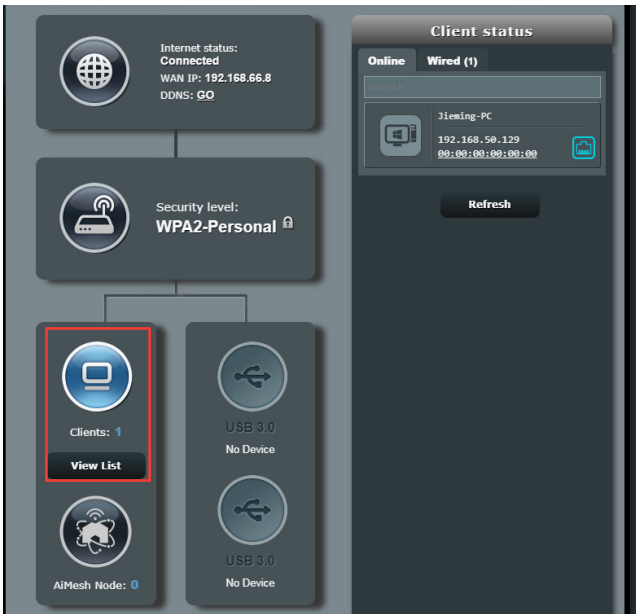 Internet status:
Connected
WAN IP: 192.168.66.8
DDNS: GO
Security level:
WPA2-Personal
Clients: 1
View List
AiMesh Node: 0
USB 3.0
No Device
USB 3.0
No Device
Client status
Online Wired (1)
Search
Jieming-PC
192.168.50.129
00:00:00:00:00:00
Refresh